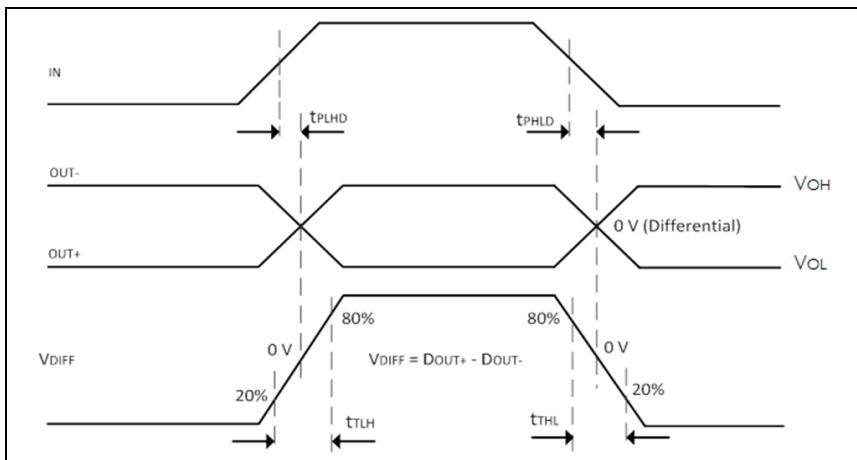 IN
tPLHD
tPHLD
OUT-
VOH
0 V (Differential)
OUT+
VOL
80%
80%
0 V
0 V
VDIFF
VDIFF = DOUT+ - DOUT-
20%
20%
tTLH
tTHL